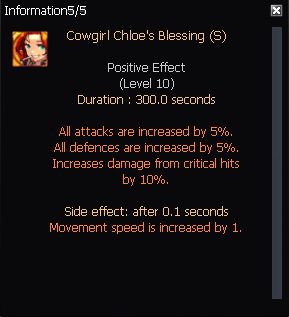 Information5/5
Cowgirl Chloe's Blessing (S)
Positive Effect
(Level 10)
Duration : 300.0 seconds
All attacks are increased by 5%.
All defences are increased by 5%.
Increases damage from critical hits
by 10%.
Side effect: after 0.1 seconds
Movement speed is increased by 1.